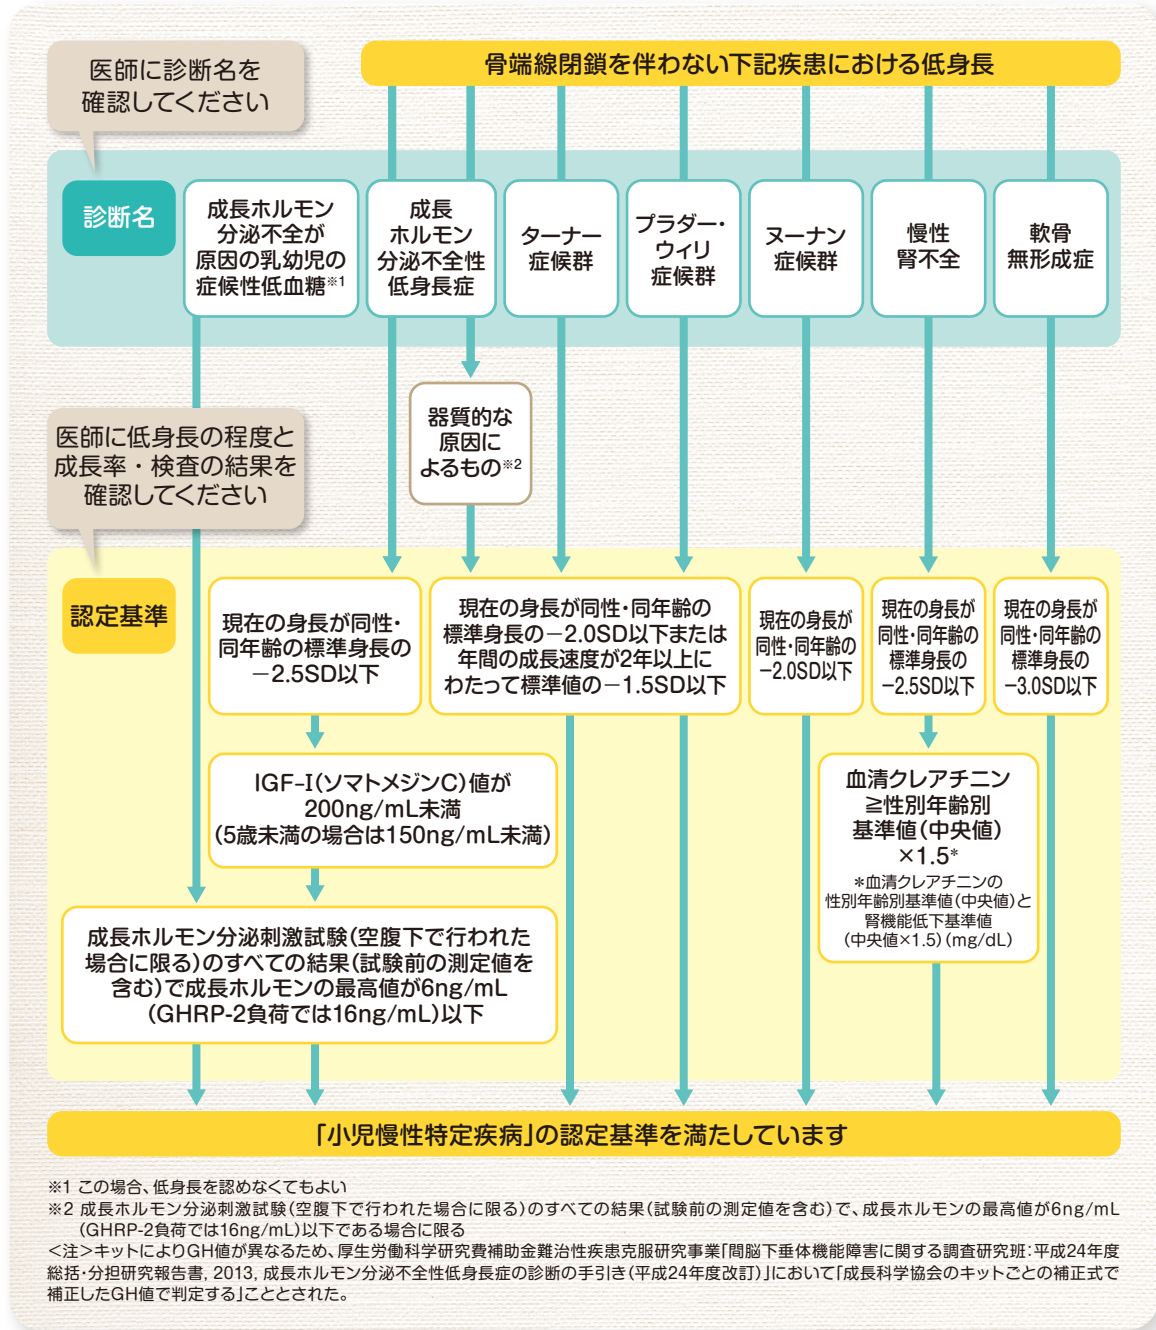 医師に診断名を
確認してください
骨端線閉鎖を伴わない下記疾患における低身長
診断名
成長ホルモン
分泌不全が
原因の乳幼児の
症候性低血糖※1
成長
ホルモン
分泌不全性
低身長症
ターナー
症候群
プラダー・
ウィリ
症候群
ヌーナン
症候群
慢性
腎不全
軟骨
無形成症
器質的な
原因に
よるもの※2
医師に低身長の程度と
成長率・検査の結果を
確認してください
認定基準
現在の身長が同性・
同年齢の標準身長の
－2.5SD以下
現在の身長が同性・同年齢の
標準身長の－2.0SD以下または
年間の成長速度が2年以上に
わたって標準値の－1.5SD以下
現在の身長が
同性・同年齢の
－2.0SD以下
現在の身長が
同性・同年齢の
標準身長の
－2.5SD以下
現在の身長が
同性・同年齢の
標準身長の
－3.0SD以下
IGF-I(ソマトメジンC)値が
200ng/mL未満
(5歳未満の場合は150ng/mL未満)
血清クレアチニン
≧性別年齢別
基準値(中央値)
×1.5*
*血清クレアチニンの
性別年齢別基準値(中央値)と
腎機能低下基準値
(中央値×1.5)(mg/dL)
成長ホルモン分泌刺激試験(空腹下で行われた
場合に限る)のすべての結果(試験前の測定値を
含む)で成長ホルモンの最高値が6ng/mL
(GHRP-2負荷では16ng/mL)以下
「小児慢性特定疾病」の認定基準を満たしています
※1 この場合、低身長を認めなくてもよい
※2 成長ホルモン分泌刺激試験(空腹下で行われた場合に限る)のすべての結果(試験前の測定値を含む)で、成長ホルモンの最高値が6ng/mL
(GHRP-2負荷では16ng/mL)以下である場合に限る
<注>キットによりGH値が異なるため、厚生労働科学研究費補助金難治性疾患克服研究事業「間脳下垂体機能障害に関する調査研究班:平成24年度
総括・分担研究報告書, 2013, 成長ホルモン分泌不全性低身長症の診断の手引き(平成24年度改訂)」において「成長科学協会のキットごとの補正式で
補正したGH値で判定する」こととされた。